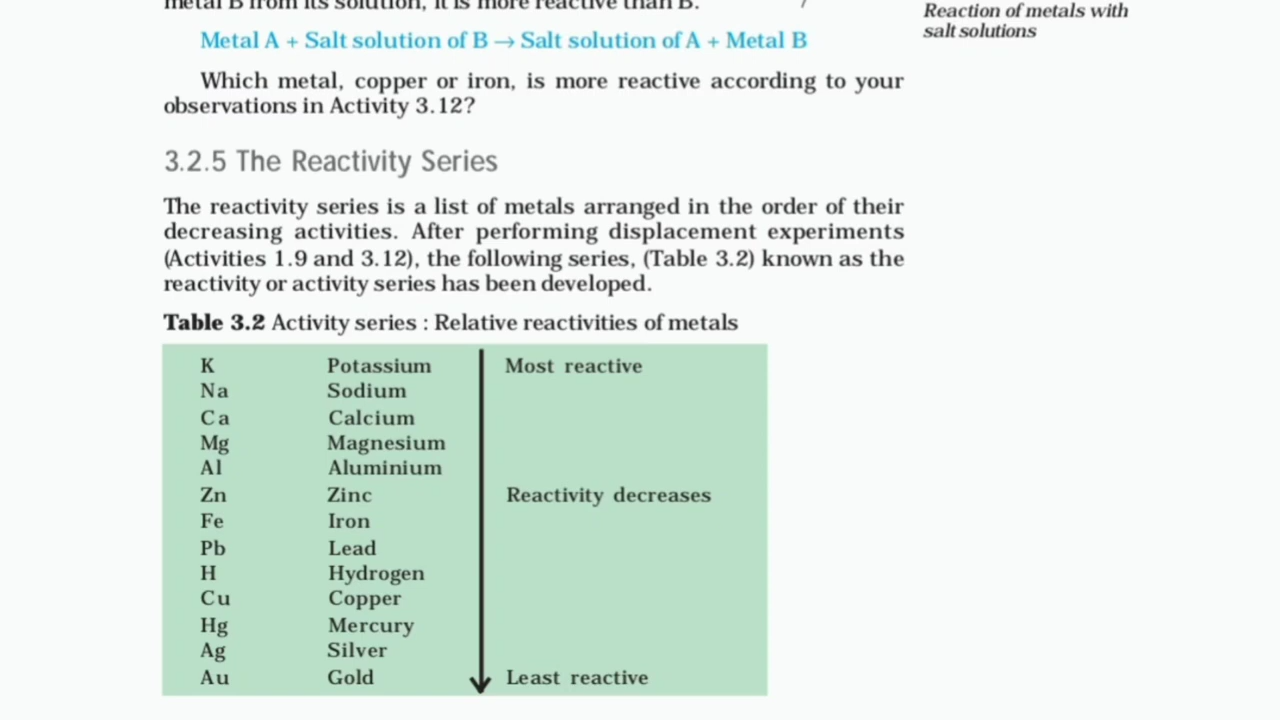 metal B from its solution, it is more reactive than B.
Metal A + Salt solution of B → Salt solution of A + Metal B
Which metal, copper or iron, is more reactive according to your
observations in Activity 3.12?
Reaction of metals with
salt solutions
3.2.5 The Reactivity Series
The reactivity series is a list of metals arranged in the order of their
decreasing activities. After performing displacement experiments
(Activities 1.9 and 3.12), the following series, (Table 3.2) known as the
reactivity or activity series has been developed.
Table 3.2 Activity series : Relative reactivities of metals
K Potassium Most reactive
Na Sodium
Ca Calcium
Mg Magnesium
Al Aluminium
Zn Zinc Reactivity decreases
Fe Iron
Pb Lead
H Hydrogen
Cu Copper
Hg Mercury
Ag Silver
Au Gold Least reactive